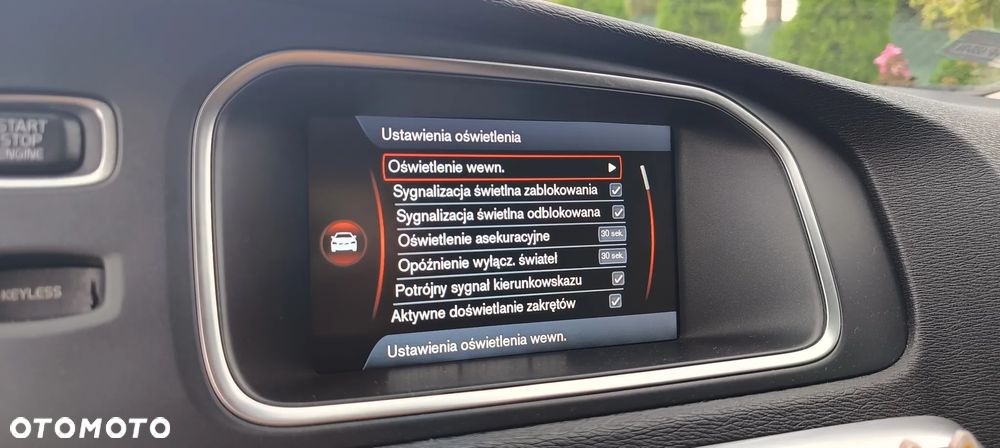 START
STOP
ENGINE
KEYLESS
Ustawienia oświetlenia
Oświetlenie wewn.
Sygnalizacja świetlna zablokowania
Sygnalizacja świetlna odblokowana
Oświetlenie asekuracyjne 30 sek.
Opóźnienie wyłącz. świateł 30 sek.
Potrójny sygnał kierunkowskazu
Aktywne doświetlanie zakrętów
Ustawienia oświetlenia wewn.
OTOMOTO